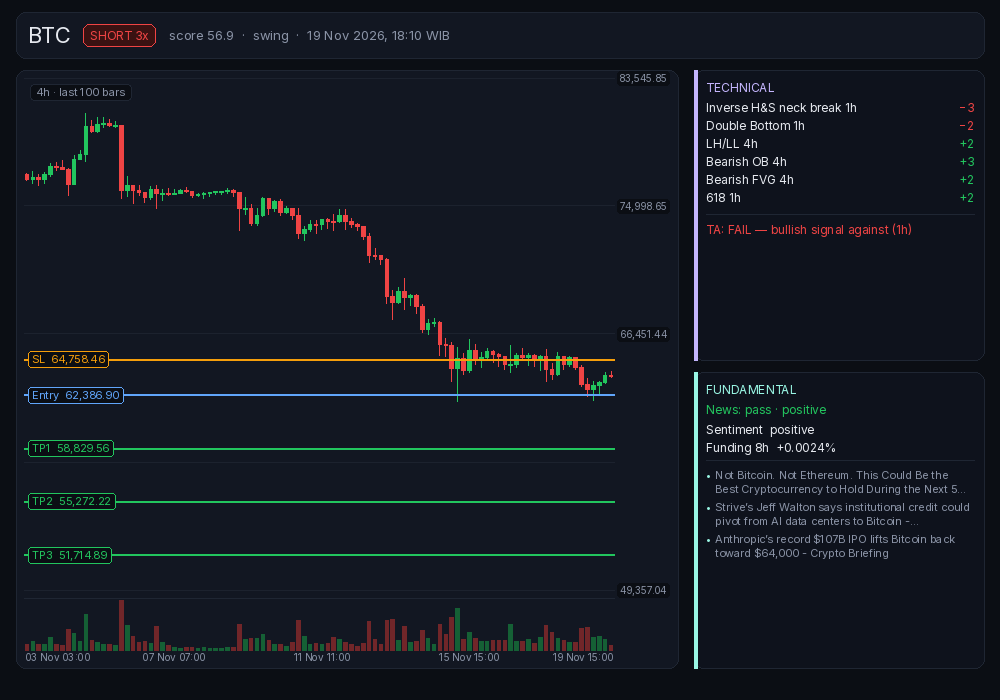 BTC SHORT 3x score 56.9 · swing · 19 Nov 2026, 18:10 WIB
4h · last 100 bars
83,545.85
74,998.65
66,451.44
SL 64,758.46
Entry 62,386.90
TP1 58,829.56
TP2 55,272.22
TP3 51,714.89
49,357.04
03 Nov 03:00 07 Nov 07:00 11 Nov 11:00 15 Nov 15:00 19 Nov 15:00
TECHNICAL
Inverse H&S neck break 1h −3
Double Bottom 1h −2
LH/LL 4h +2
Bearish OB 4h +3
Bearish FVG 4h +2
618 1h +2
TA: FAIL — bullish signal against (1h)
FUNDAMENTAL
News: pass · positive
Sentiment positive
Funding 8h +0.0024%
• Not Bitcoin. Not Ethereum. This Could Be the
Best Cryptocurrency to Hold During the Next 5...
• Strive's Jeff Walton says institutional credit could
pivot from AI data centers to Bitcoin -...
• Anthropic's record $107B IPO lifts Bitcoin back
toward $64,000 - Crypto Briefing